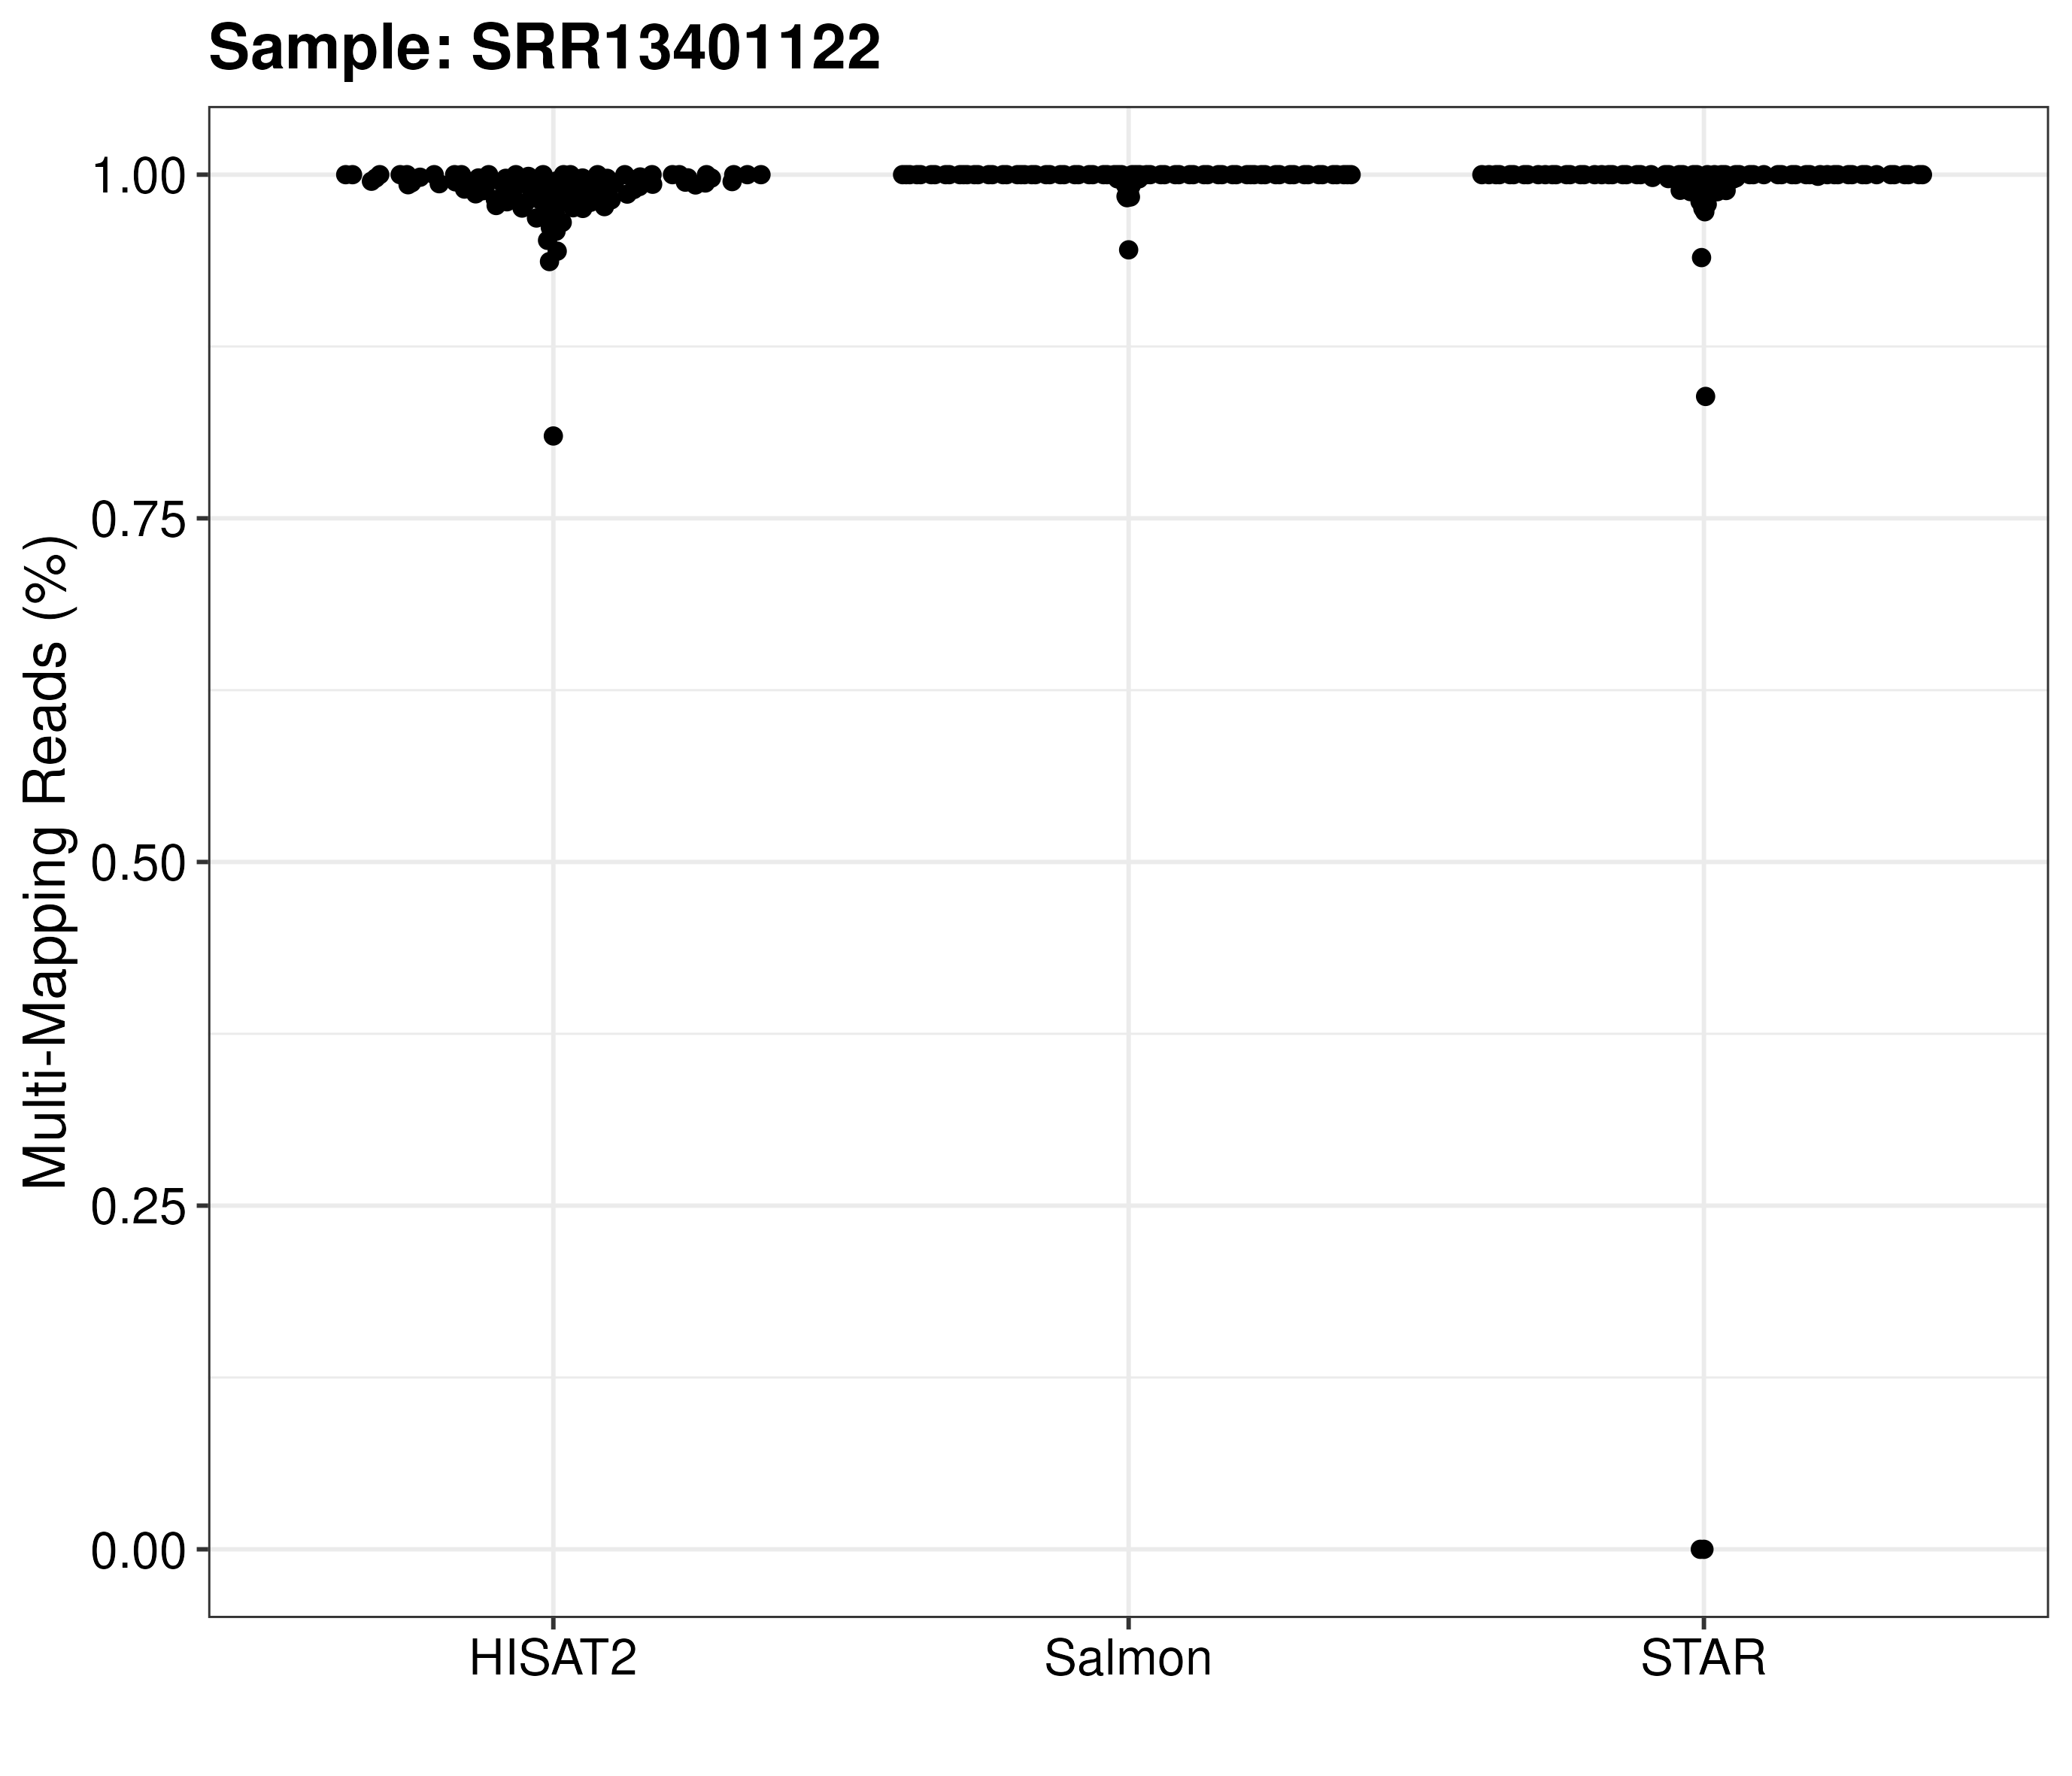 Sample: SRR13401122
Multi-Mapping Reads (%)
1.00
0.75
0.50
0.25
0.00
HISAT2 Salmon STAR